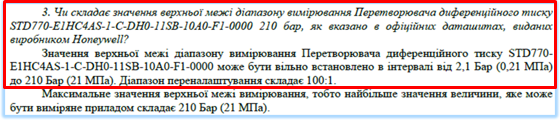 3. Чи складає значення верхньої межі діапазону вимірювання Перетворювача диференційного тиску
STD770-E1HC4AS-1-C-DH0-11SB-10A0-F1-0000 210 бар, як вказано в офіційних даташитах, виданих
виробником Honeywell?
Значення верхньої межі діапазону вимірювання Перетворювача диференційного тиску STD770-
E1HC4AS-1-C-DH0-11SB-10A0-F1-0000 може бути вільно встановлено в інтервалі від 2,1 Бар (0,21 МПа)
до 210 Бар (21 МПа). Діапазон переналаштування складає 100:1.
Максимальне значення верхньої межі вимірювання, тобто найбільше значення величини, яке може
бути виміряне приладом складає 210 Бар (21 МПа).